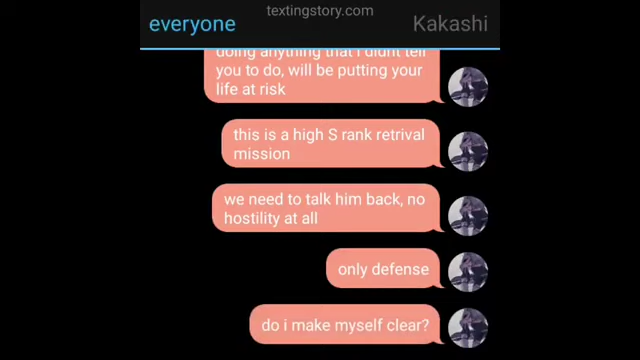 textingstory.com
everyone
Kakashi
doing anything that i didnt tell
you to do, will be putting your
life at risk
this is a high S rank retrival
mission
we need to talk him back, no
hostility at all
only defense
do i make myself clear?